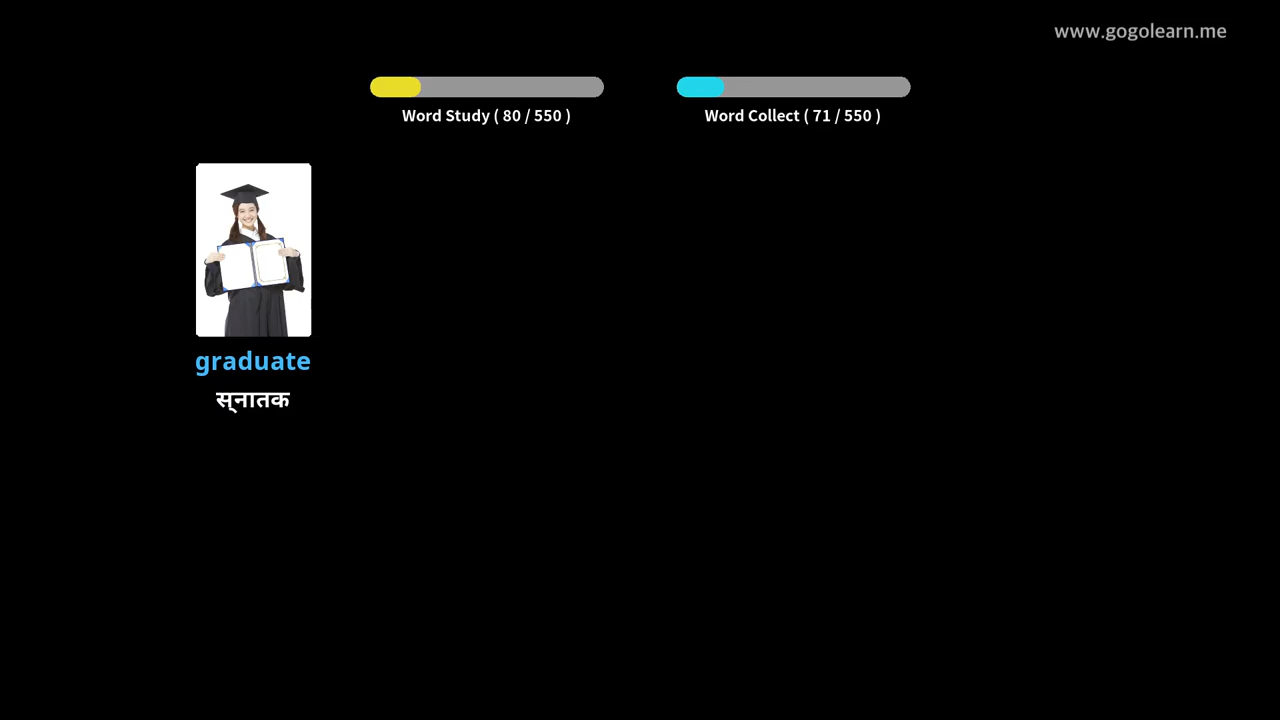 www.gogolearn.me
Word Study ( 80 / 550 )
Word Collect ( 71 / 550 )
graduate
स्नातक